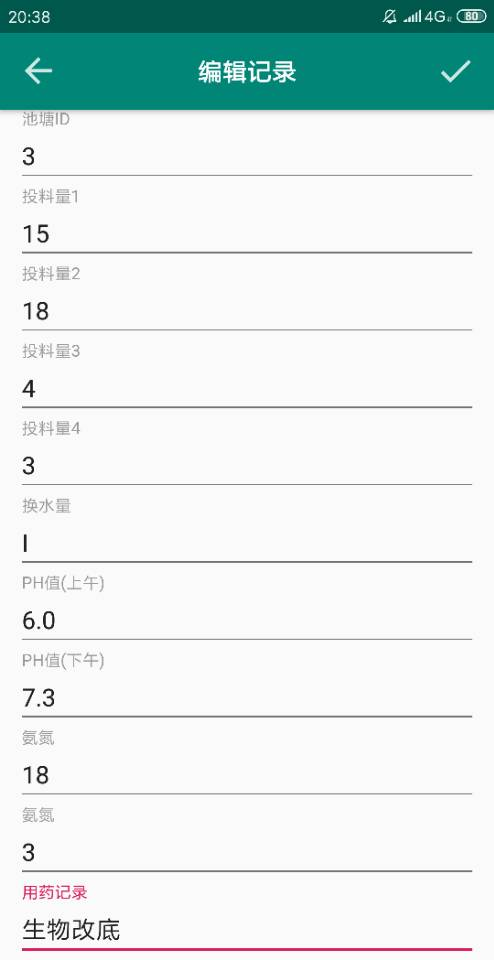 20:38
4G
80
编辑记录
池塘ID
3
投料量1
15
投料量2
18
投料量3
4
投料量4
3
换水量
I
PH值(上午)
6.0
PH值(下午)
7.3
氨氮
18
氨氮
3
用药记录
生物改底